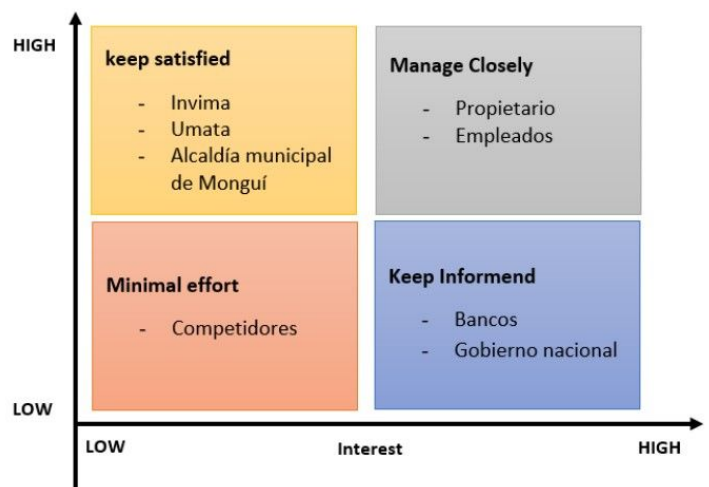 HIGH
keep satisfied
- Invima
- Umata
- Alcaldía municipal
de Monguí
Manage Closely
- Propietario
- Empleados
Minimal effort
- Competidores
Keep Informend
- Bancos
- Gobierno nacional
LOW
LOW
Interest
HIGH